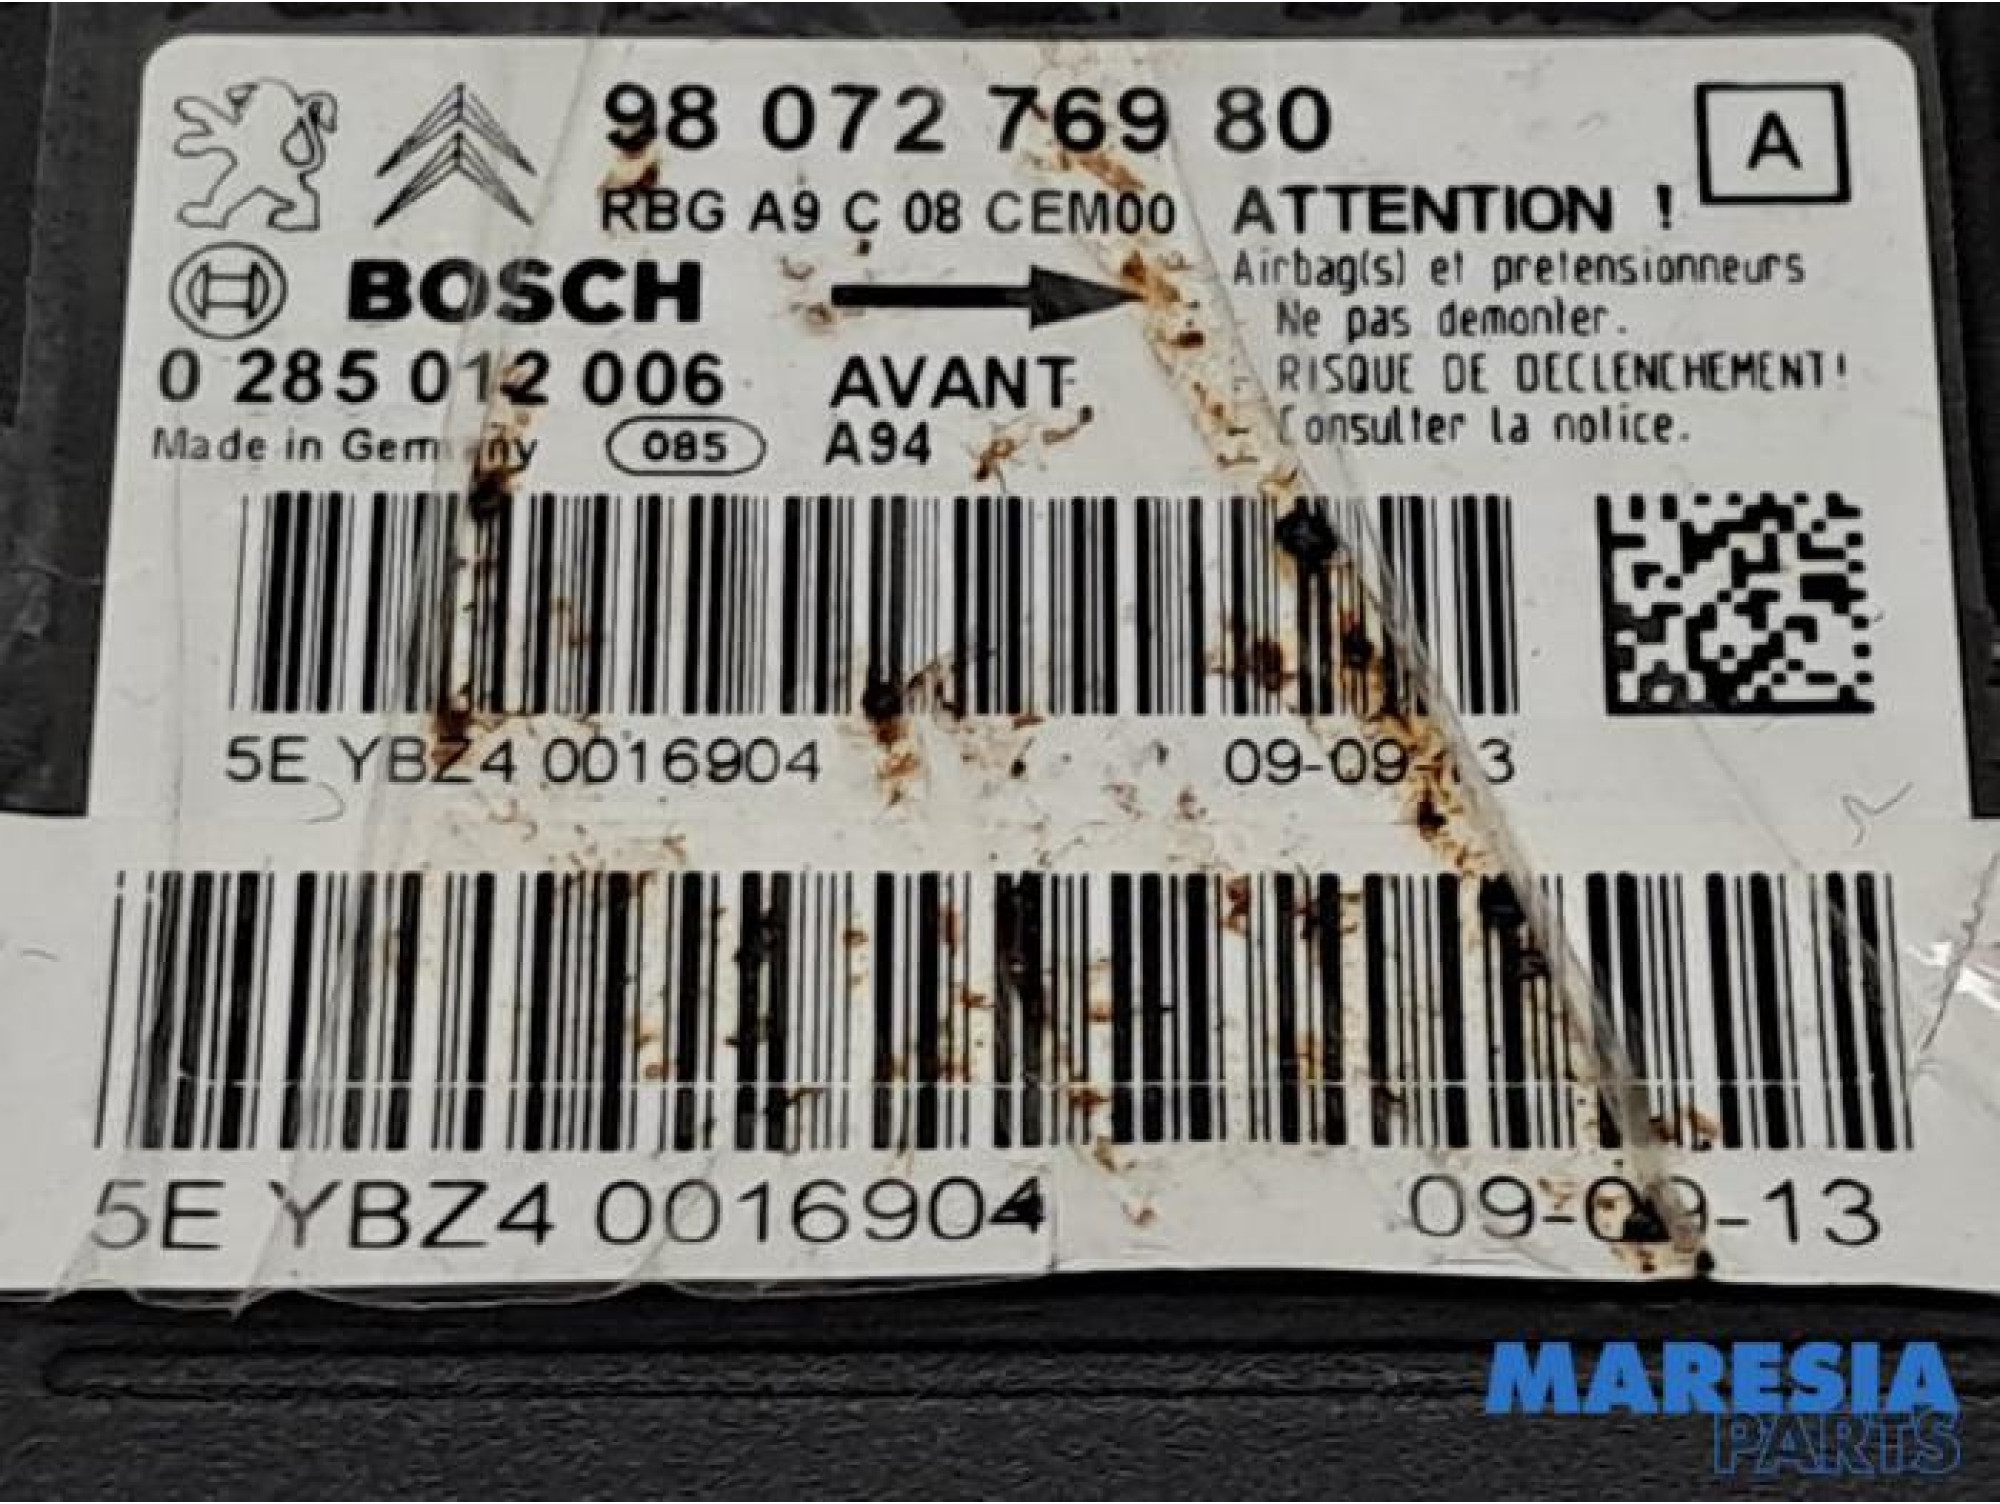 98 072 769 80
A
RBG A9 C 08 CEM00
ATTENTION !
BOSCH
Airbag(s) et pretensionneurs
Ne pas demonter.
0 285 012 006
AVANT
RISQUE DE DECLENCHEMENT!
Made in Germany
085
A94
Consulter la notice.
5E YBZ4 0016904
09-09-13
5E YBZ4 0016904
09-09-13
MARESIA
PARTS